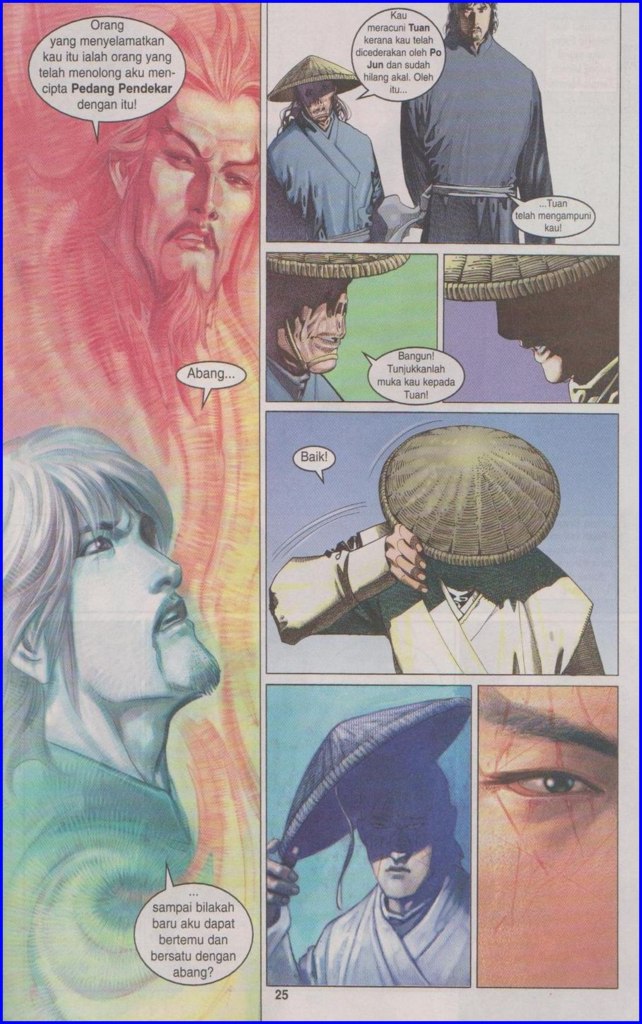 Orang
yang menyelamatkan
kau itu ialah orang yang
telah menolong aku men-
cipta Pedang Pendekar
dengan itu!
Abang...
...
sampai bilakah
baru aku dapat
bertemu dan
bersatu dengan
abang?
Kau
meracuni Tuan
kerana kau telah
dicederakan oleh Po
Jun dan sudah
hilang akal. Oleh
itu...
...Tuan
telah mengampuni
kau!
Bangun!
Tunjukkanlah
muka kau kepada
Tuan!
Baik!
25